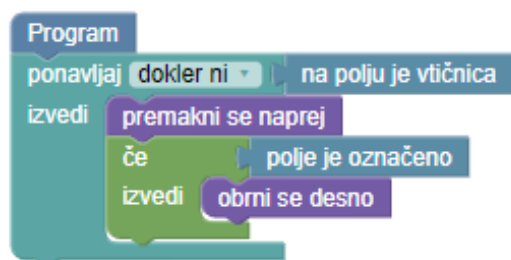 Program
ponavljaj dokler ni na polju je vtičnica
izvedi premakni se naprej
če polje je označeno
izvedi obrni se desno